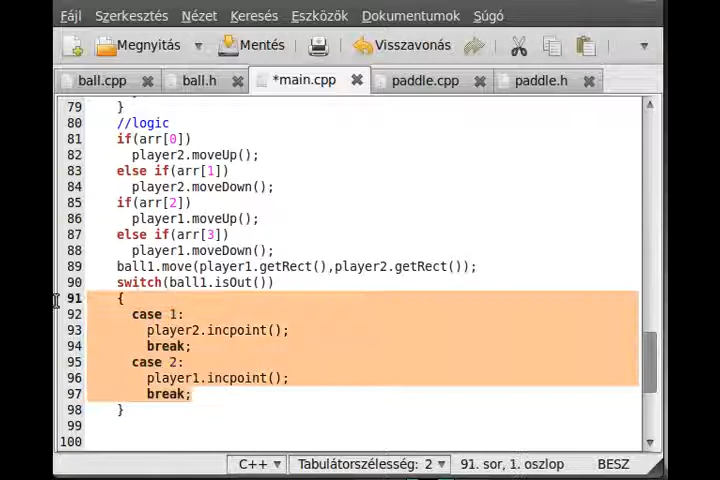 Fájl Szerkesztés Nézet Keresés Eszközök Dokumentumok Súgó
Megnyitás Mentés Visszavonás
ball.cpp ball.h *main.cpp paddle.cpp paddle.h
79 }
80 //logic
81 if(arr[0])
82 player2.moveUp();
83 else if(arr[1])
84 player2.moveDown();
85 if(arr[2])
86 player1.moveUp();
87 else if(arr[3])
88 player1.moveDown();
89 ball1.move(player1.getRect(),player2.getRect());
90 switch(ball1.isOut())
91 {
92 case 1:
93 player2.incpoint();
94 break;
95 case 2:
96 player1.incpoint();
97 break;
98 }
99
100
C++ Tabulátorszélesség: 2 91. sor, 1. oszlop BESZ